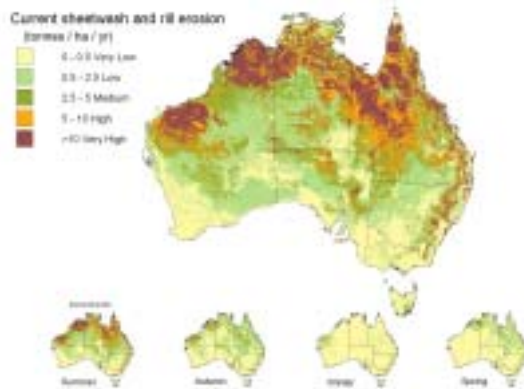 Current sheetwash and rill erosion
(tonnes / ha / yr)
0 - 0.5 Very Low
0.5 - 2.5 Low
2.5 - 5 Medium
5 - 10 High
>10 Very High
Summer
Autumn
Winter
Spring